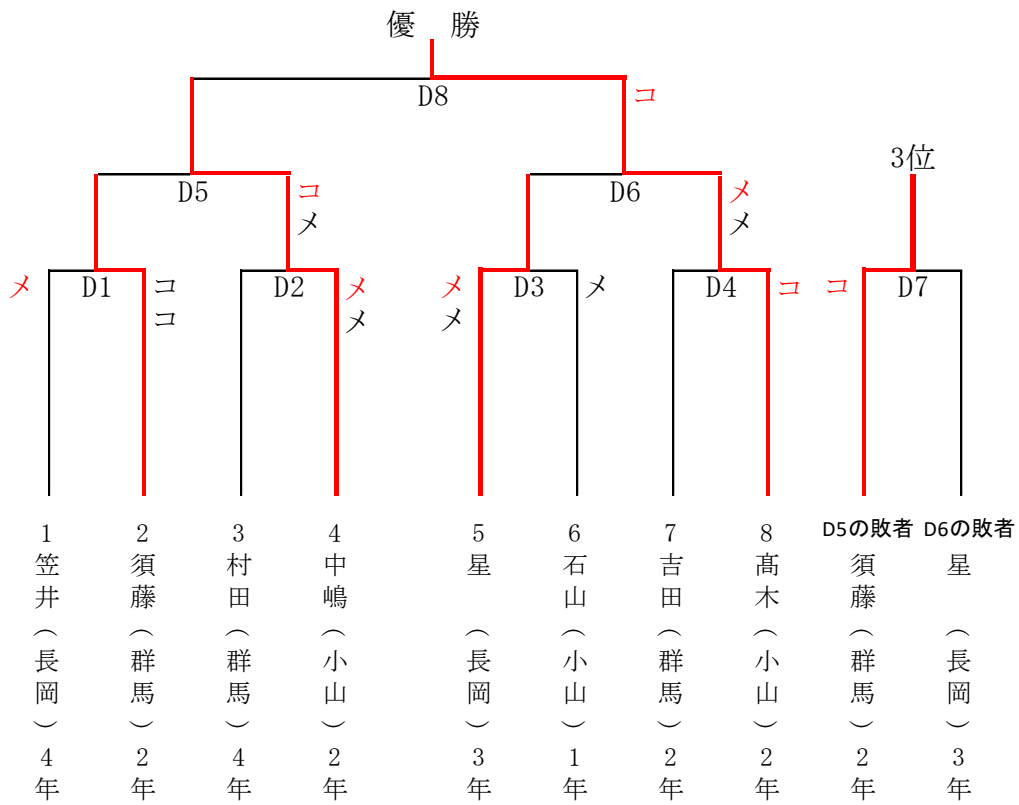 優 勝
D8
コ
3位
D5
コ
メ
D6
メ
メ
メ
D1
コ
コ
D2
メ
メ
メ
メ
D3
メ
D4
コ
コ
D7
1 笠井(長岡)4年
2 須藤(群馬)2年
3 村田(群馬)4年
4 中嶋(小山)2年
5 星 (長岡)3年
6 石山(小山)1年
7 吉田(群馬)2年
8 髙木(小山)2年
D5の敗者 須藤(群馬)2年
D6の敗者 星 (長岡)3年